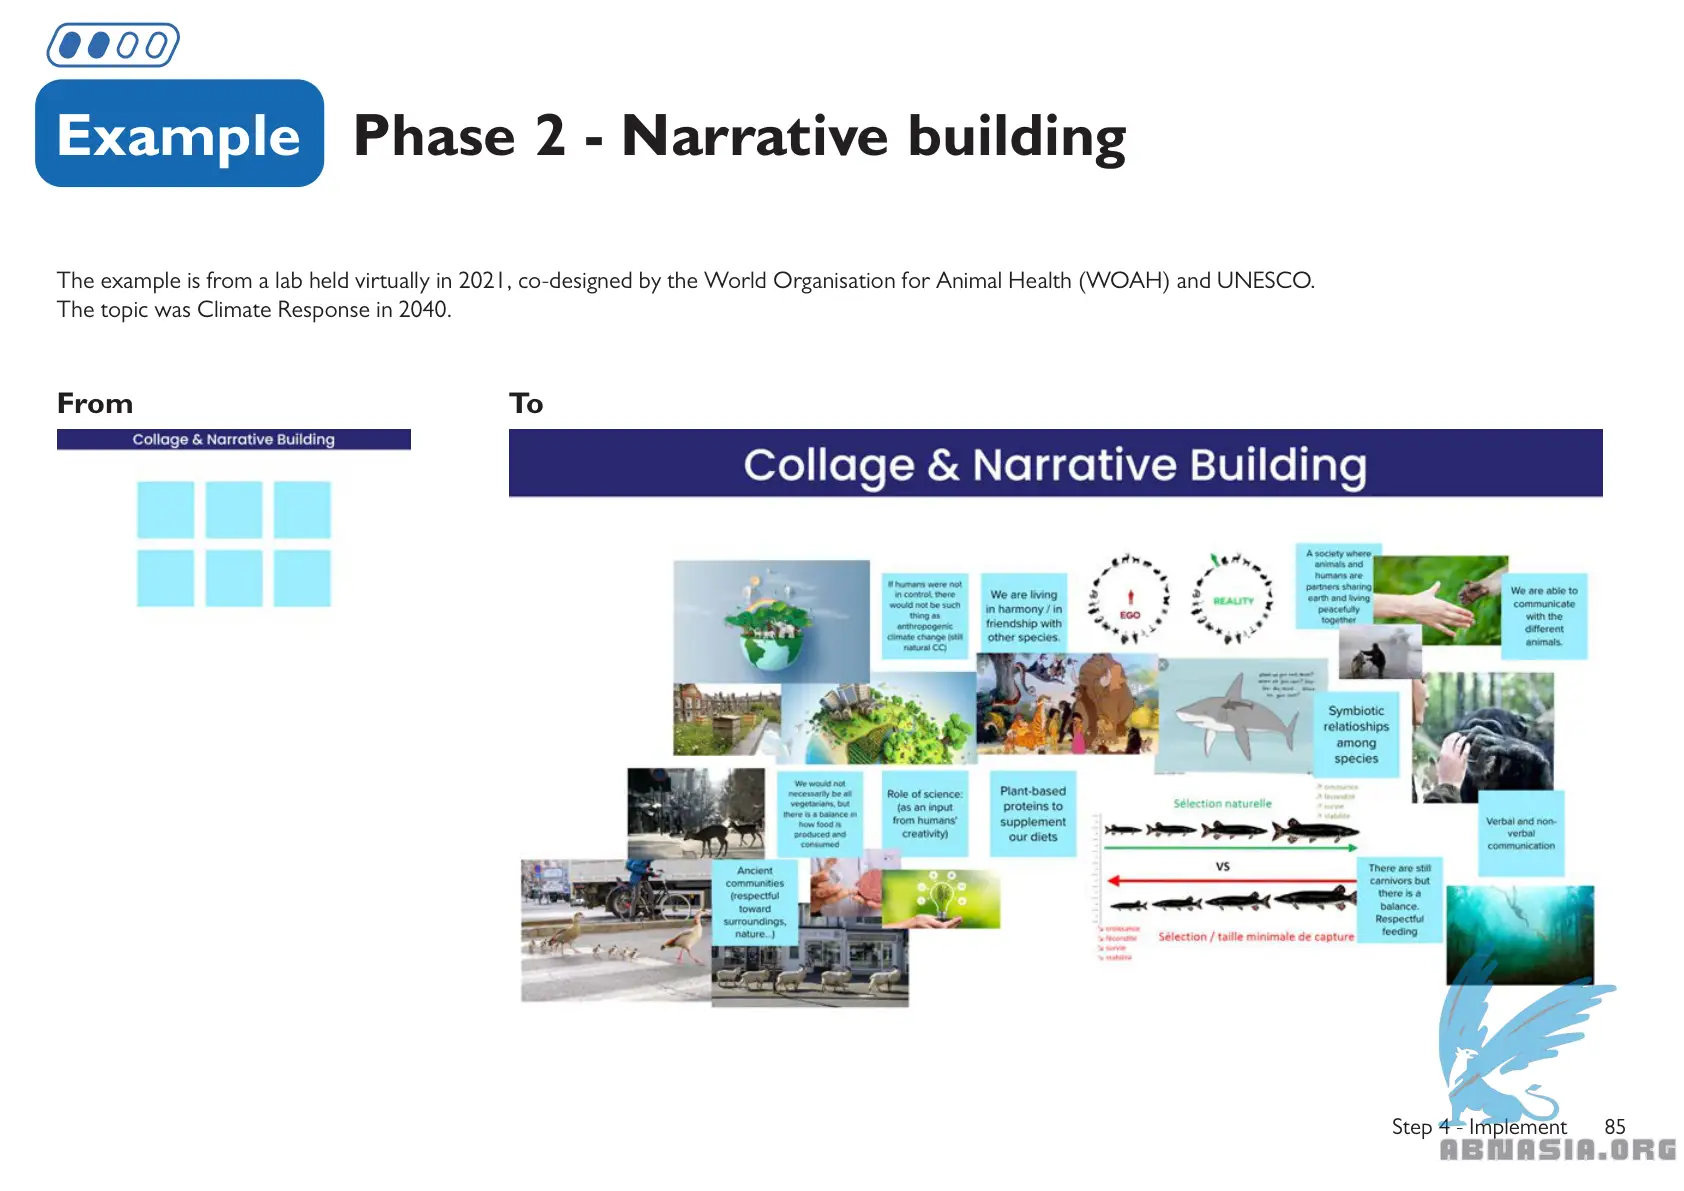 Example
Phase 2 - Narrative building
The example is from a lab held virtually in 2021, co-designed by the World Organisation for Animal Health (WOAH) and UNESCO.
The topic was Climate Response in 2040.
From
Collage & Narrative Building
To
Collage & Narrative Building
If humans were not
in control, there
would not be such
thing as
anthropogenic
climate change (still
natural CC)
We are living
in harmony / in
friendship with
other species.
EGO
REALITY
A society where
animals and
humans are
partners sharing
earth and living
peacefully
together
We are able to
communicate
with the
different
animals.
Symbiotic
relatioships
among
species
We would not
necessarily be all
vegetarians, but
there is a balance in
how food is
produced and
consumed
Role of science:
(as an input
from humans'
creativity)
Plant-based
proteins to
supplement
our diets
Sélection naturelle
croissance
fécondité
survie
viabilité
VS
Sélection / taille minimale de capture
croissance
fécondité
survie
viabilité
Verbal and non-
verbal
communication
There are still
carnivors but
there is a
balance.
Respectful
feeding
Ancient
communities
(respectful
toward
surroundings,
nature...)
Step 4 - Implement 85
ABNASIA.ORG